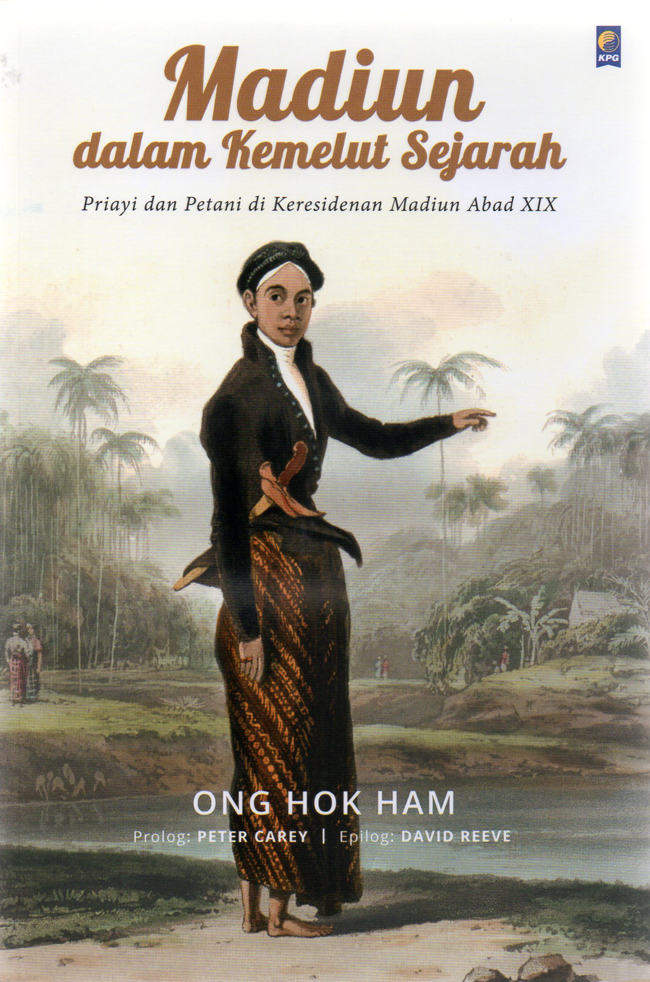 KPG
Madiun
dalam Kemelut Sejarah
Priayi dan Petani di Keresidenan Madiun Abad XIX
ONG HOK HAM
Prolog: PETER CAREY | Epilog: DAVID REEVE